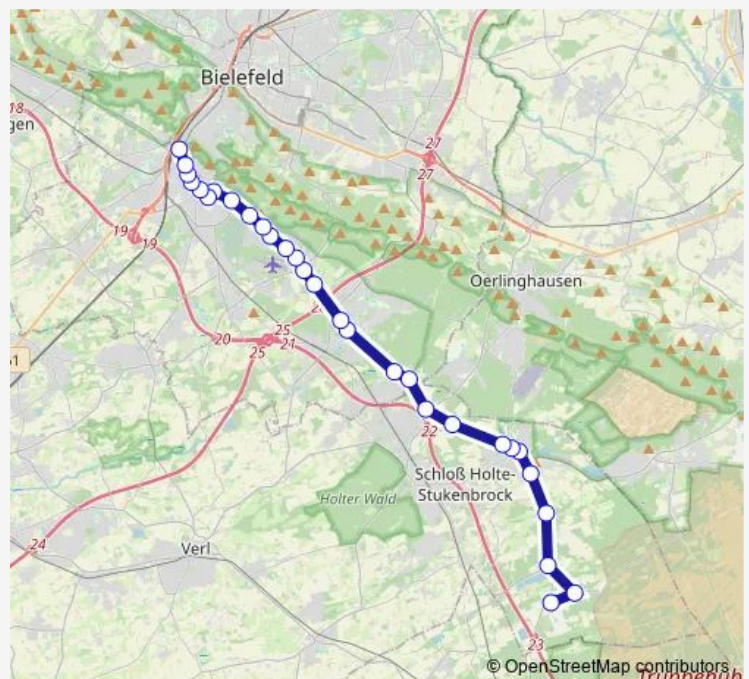 Bielefeld
18
gen
27
27
19
19
Oerlinghausen
25
20
25
21
51
22
Schloß Holte-
Stukenbrock
Holter Wald
24
Verl
23
© OpenStreetMap contributors